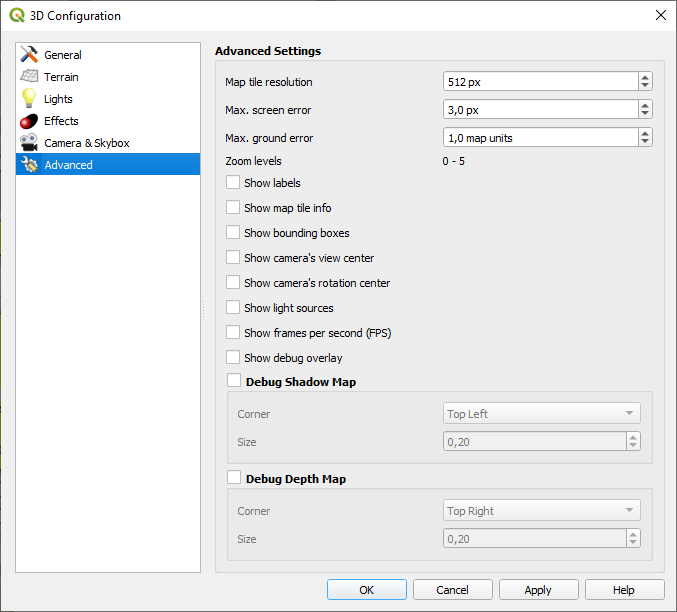 3D Configuration
General
Terrain
Lights
Effects
Camera & Skybox
Advanced
Advanced Settings
Map tile resolution 512 px
Max. screen error 3,0 px
Max. ground error 1,0 map units
Zoom levels 0 - 5
Show labels
Show map tile info
Show bounding boxes
Show camera's view center
Show camera's rotation center
Show light sources
Show frames per second (FPS)
Show debug overlay
Debug Shadow Map
Corner Top Left
Size 0,20
Debug Depth Map
Corner Top Right
Size 0,20
OK Cancel Apply Help